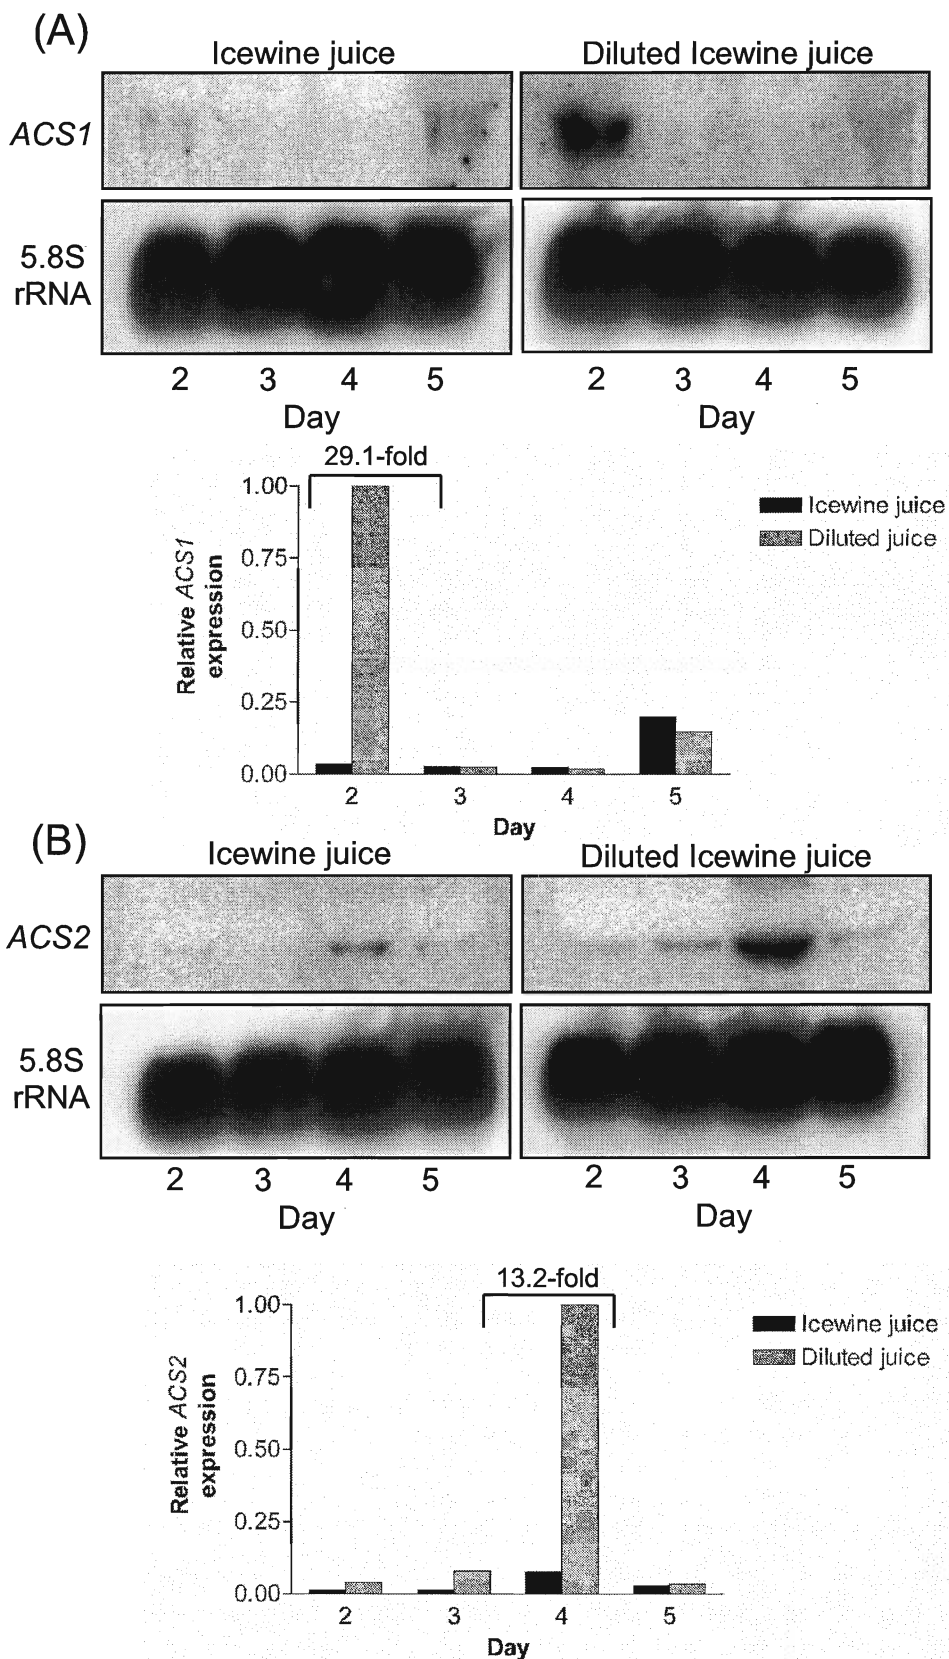 (A)
Icewine juice
Diluted Icewine juice
ACS1
5.8S
rRNA
2 3 4 5
2 3 4 5
Day
Day
29.1-fold
1.00
0.75
0.50
0.25
0.00
Relative ACS1
expression
Icewine juice
Diluted juice
2 3 4 5
Day
(B)
Icewine juice
Diluted Icewine juice
ACS2
5.8S
rRNA
2 3 4 5
2 3 4 5
Day
Day
13.2-fold
1.00
0.75
0.50
0.25
0.00
Relative ACS2
expression
Icewine juice
Diluted juice
2 3 4 5
Day